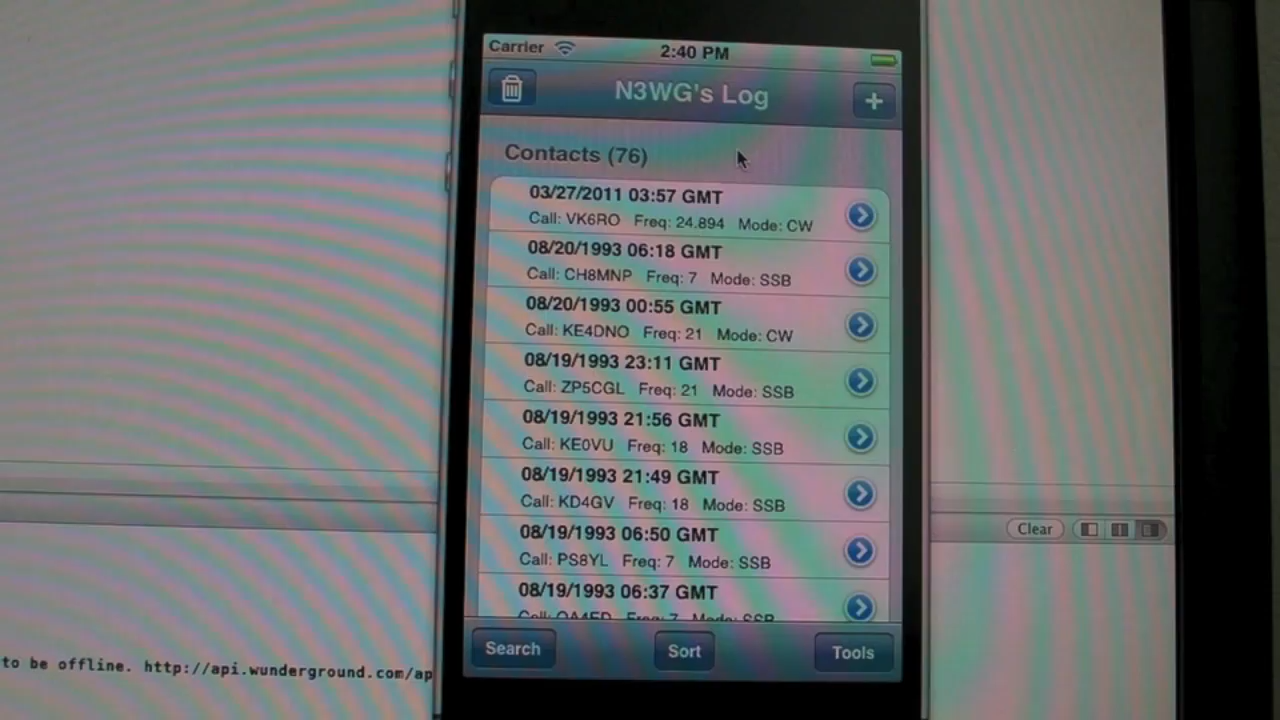 Carrier 2:40 PM
N3WG's Log +
Contacts (76)
03/27/2011 03:57 GMT
Call: VK6RO Freq: 24.894 Mode: CW
08/20/1993 06:18 GMT
Call: CH8MNP Freq: 7 Mode: SSB
08/20/1993 00:55 GMT
Call: KE4DNO Freq: 21 Mode: CW
08/19/1993 23:11 GMT
Call: ZP5CGL Freq: 21 Mode: SSB
08/19/1993 21:56 GMT
Call: KE0VU Freq: 18 Mode: SSB
08/19/1993 21:49 GMT
Call: KD4GV Freq: 18 Mode: SSB
08/19/1993 06:50 GMT
Call: PS8YL Freq: 7 Mode: SSB
08/19/1993 06:37 GMT
Call: Freq: 7 Mode: SSB
Search Sort Tools
Clear
to be offline. http://api.wunderground.com/ap